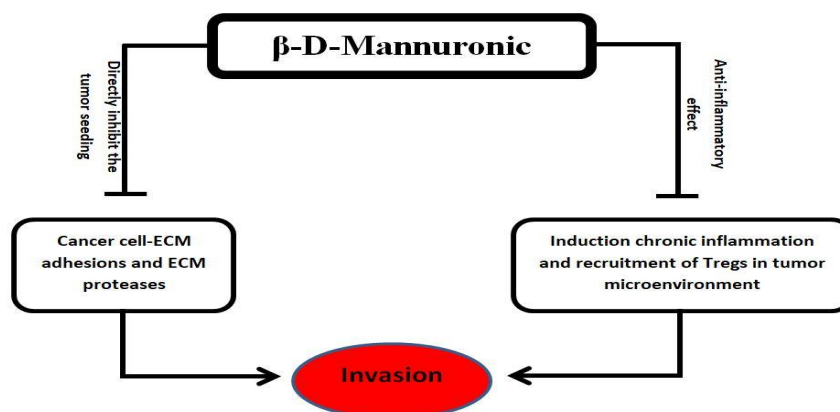 β-D-Mannuronic
Directly inhibit the
tumor seeding
Anti-inflammatory
effect
Cancer cell-ECM
adhesions and ECM
proteases
Induction chronic inflammation
and recruitment of Tregs in tumor
microenvironment
Invasion